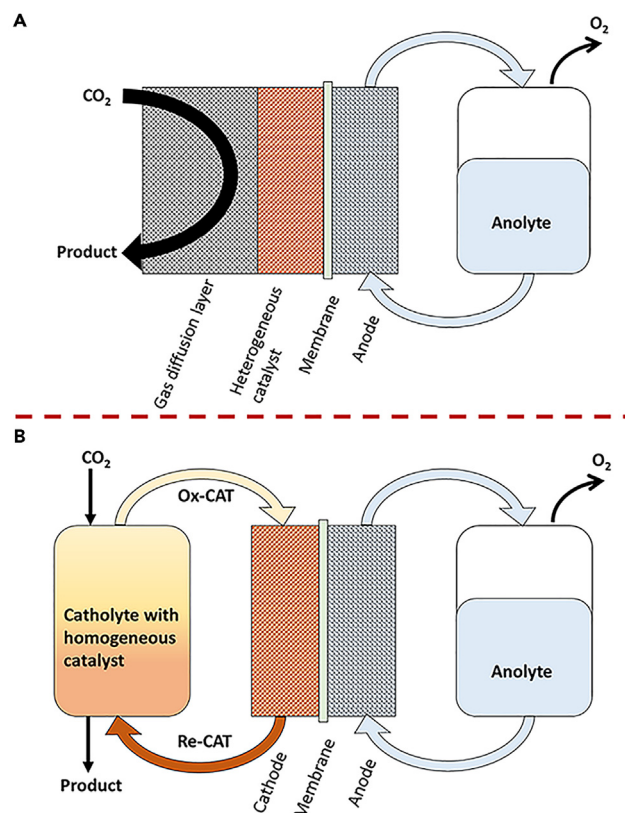 A
O2
CO2
Anolyte
Product
Gas diffusion layer
Heterogeneous
catalyst
Membrane
Anode
B
CO2
O2
Ox-CAT
Catholyte with
homogeneous
catalyst
Anolyte
Re-CAT
Product
Cathode
Membrane
Anode